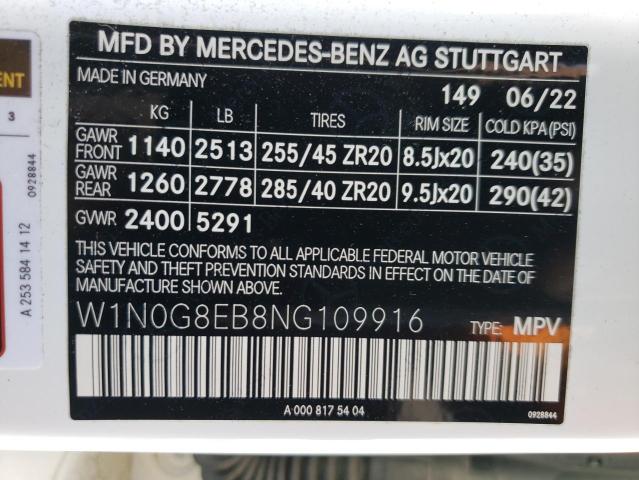 MFD BY MERCEDES-BENZ AG STUTTGART
MADE IN GERMANY 149 06/22
KG LB TIRES RIM SIZE COLD KPA(PSI)
GAWR FRONT 1140 2513 255/45 ZR20 8.5Jx20 240(35)
GAWR REAR 1260 2778 285/40 ZR20 9.5Jx20 290(42)
GVWR 2400 5291
THIS VEHICLE CONFORMS TO ALL APPLICABLE FEDERAL MOTOR VEHICLE
SAFETY AND THEFT PREVENTION STANDARDS IN EFFECT ON THE DATE OF
MANUFACTURE SHOWN ABOVE.
W1N0G8EB8NG109916 TYPE: MPV
A 000 817 54 04 0928844
3
0928844
A 253 584 14 12